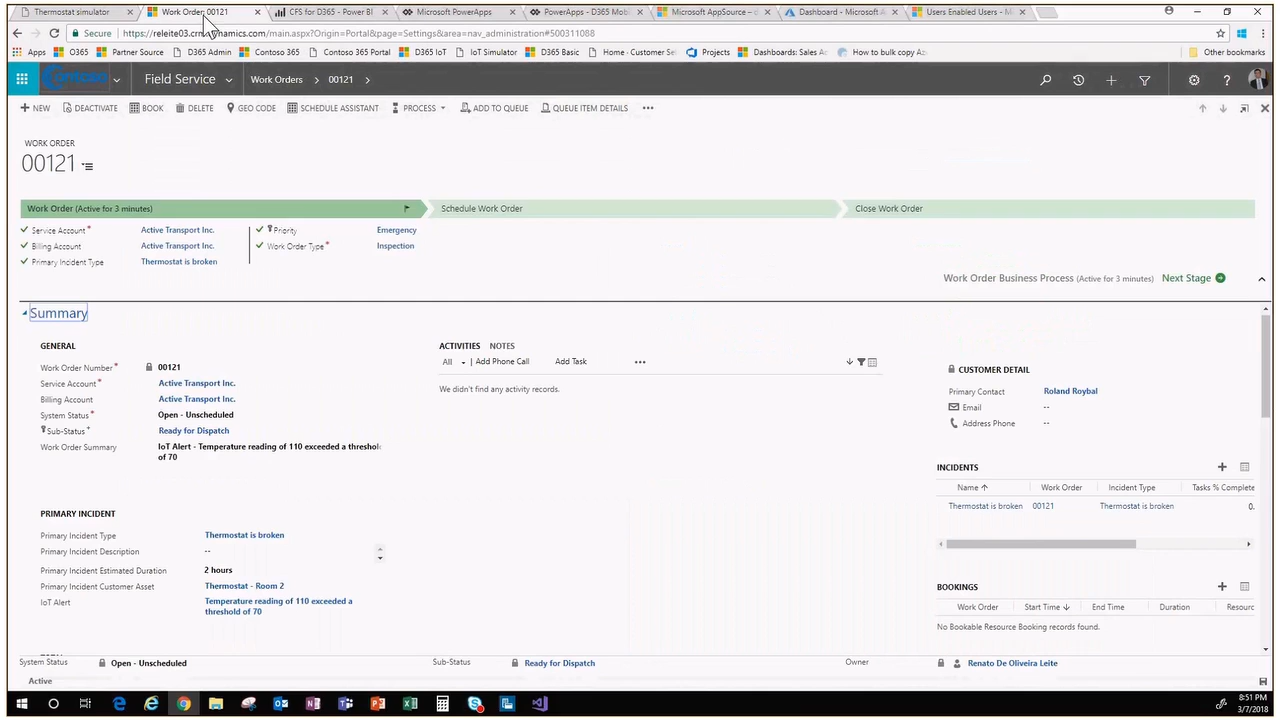 Thermostat simulator
Work Order: 00121
CFS for D365 - Power BI
Microsoft PowerApps
PowerApps - D365 Mobi
Microsoft AppSource –
Dashboard - Microsoft A
Users Enabled Users - M
Secure
https://releite03.crm.dynamics.com/main.aspx?Origin=Portal&page=Settings&area=nav_administration#500311088
Apps
O365
Partner Source
D365 Admin
Contoso 365
Contoso 365 Portal
D365 IoT
IoT Simulator
Power BI
Azure
D365 Basic
Home : Customer Sel
Projects
Dashboards: Sales Ac
How to bulk copy Ad
Other bookmarks
Contoso
Field Service
Work Orders
00121
NEW
DEACTIVATE
BOOK
DELETE
GEO CODE
SCHEDULE ASSISTANT
PROCESS
ADD TO QUEUE
QUEUE ITEM DETAILS
WORK ORDER
00121
Work Order (Active for 3 minutes)
Schedule Work Order
Close Work Order
Service Account* Active Transport Inc.
Priority Emergency
Billing Account Active Transport Inc.
Work Order Type* Inspection
Primary Incident Type Thermostat is broken
Work Order Business Process (Active for 3 minutes) Next Stage
Summary
GENERAL
Work Order Number* 00121
Service Account* Active Transport Inc.
Billing Account Active Transport Inc.
System Status* Open - Unscheduled
Sub-Status* Ready for Dispatch
Work Order Summary IoT Alert - Temperature reading of 110 exceeded a threshold
of 70
PRIMARY INCIDENT
Primary Incident Type Thermostat is broken
Primary Incident Description --
Primary Incident Estimated Duration 2 hours
Primary Incident Customer Asset Thermostat - Room 2
IoT Alert Temperature reading of 110 exceeded a
threshold of 70
ACTIVITIES NOTES
All | Add Phone Call Add Task
We didn't find any activity records.
CUSTOMER DETAIL
Primary Contact Roland Roybal
Email --
Address Phone --
INCIDENTS
Name Work Order Incident Type Tasks % Complete
Thermostat is broken 00121 Thermostat is broken 0.
BOOKINGS
Work Order Start Time End Time Duration Resourc
No Bookable Resource Booking records found.
System Status Open - Unscheduled
Sub-Status Ready for Dispatch
Owner Renato De Oliveira Leite
Active
8:51 PM
3/7/2018